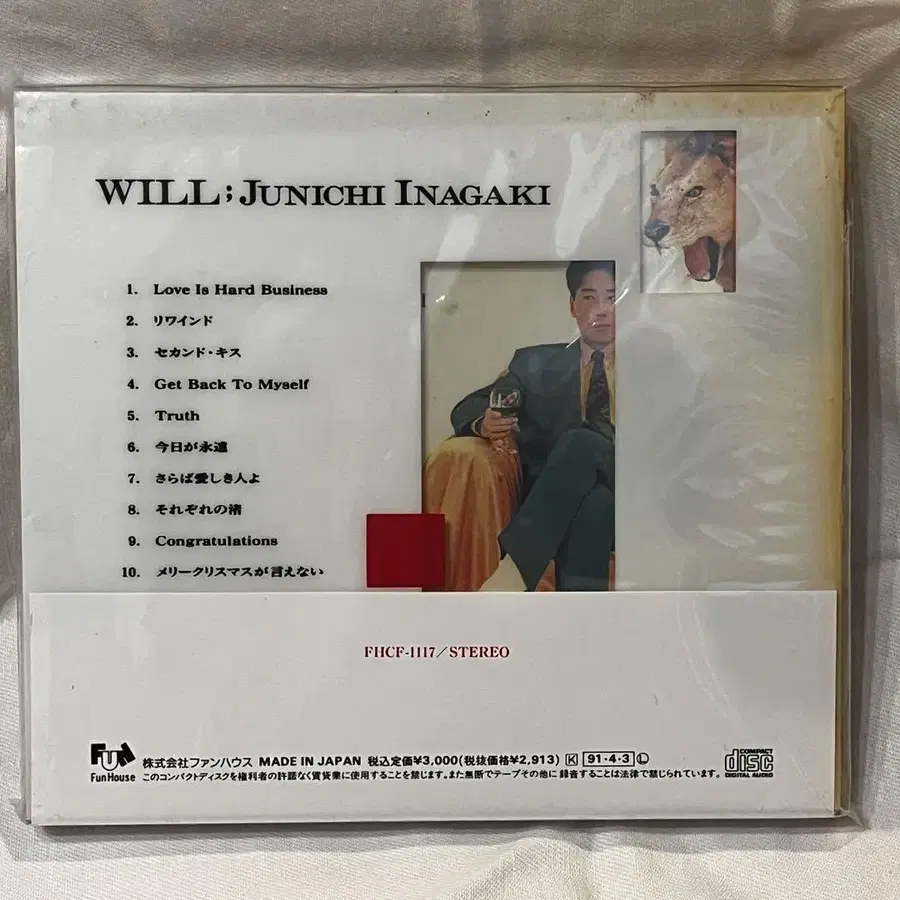 WILL; JUNICHI INAGAKI
1. Love Is Hard Business
2. リワインド
3. セカンド・キス
4. Get Back To Myself
5. Truth
6. 今日が永遠
7. さらば愛しき人よ
8. それぞれの渚
9. Congratulations
10. メリークリスマスが言えない
FHCF-1117／STEREO
Fun House 株式会社ファンハウス MADE IN JAPAN 税込定価¥3,000(税抜価格¥2,913) K 91・4・3 L
このコンパクトディスクを権利者の許諾なく賃貸業に使用することを禁じます。また無断でテープその他に録音することは法律で禁じられています。
COMPACT disc DIGITAL AUDIO